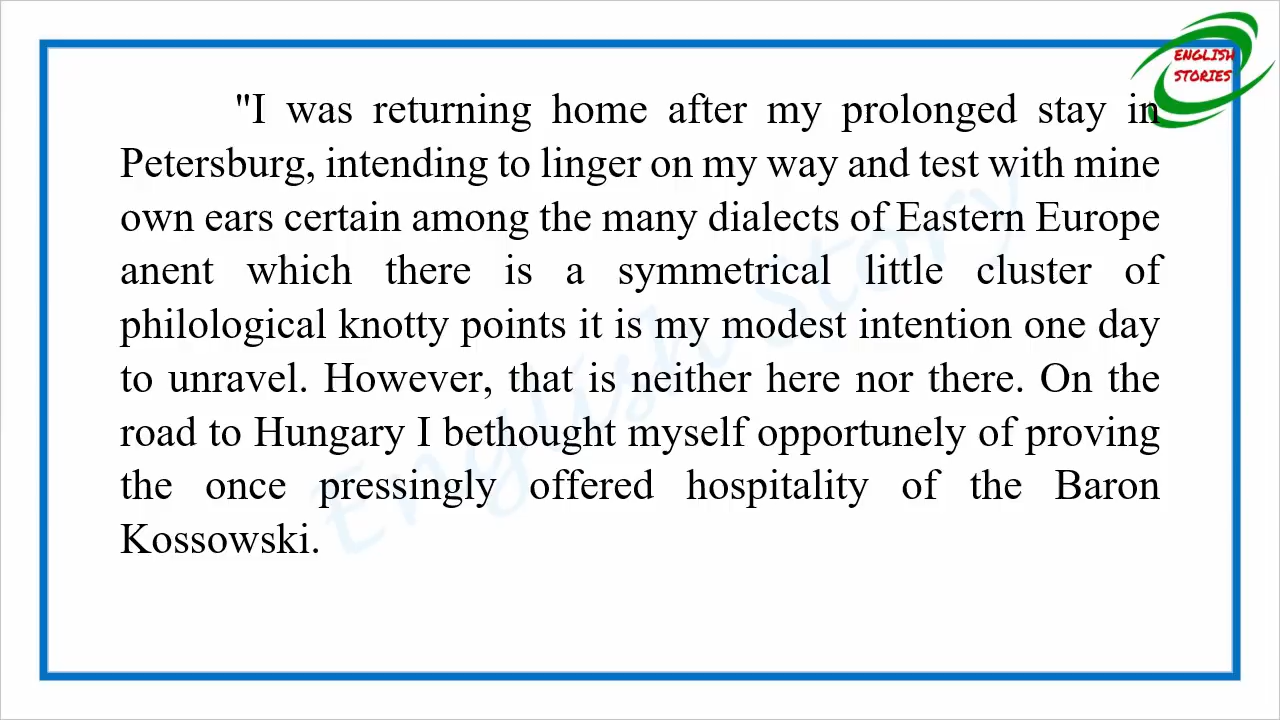 ENGLISH
STORIES
"I was returning home after my prolonged stay in
Petersburg, intending to linger on my way and test with mine
own ears certain among the many dialects of Eastern Europe
anent which there is a symmetrical little cluster of
philological knotty points it is my modest intention one day
to unravel. However, that is neither here nor there. On the
road to Hungary I bethought myself opportunely of proving
the once pressingly offered hospitality of the Baron
Kossowski.
English Story